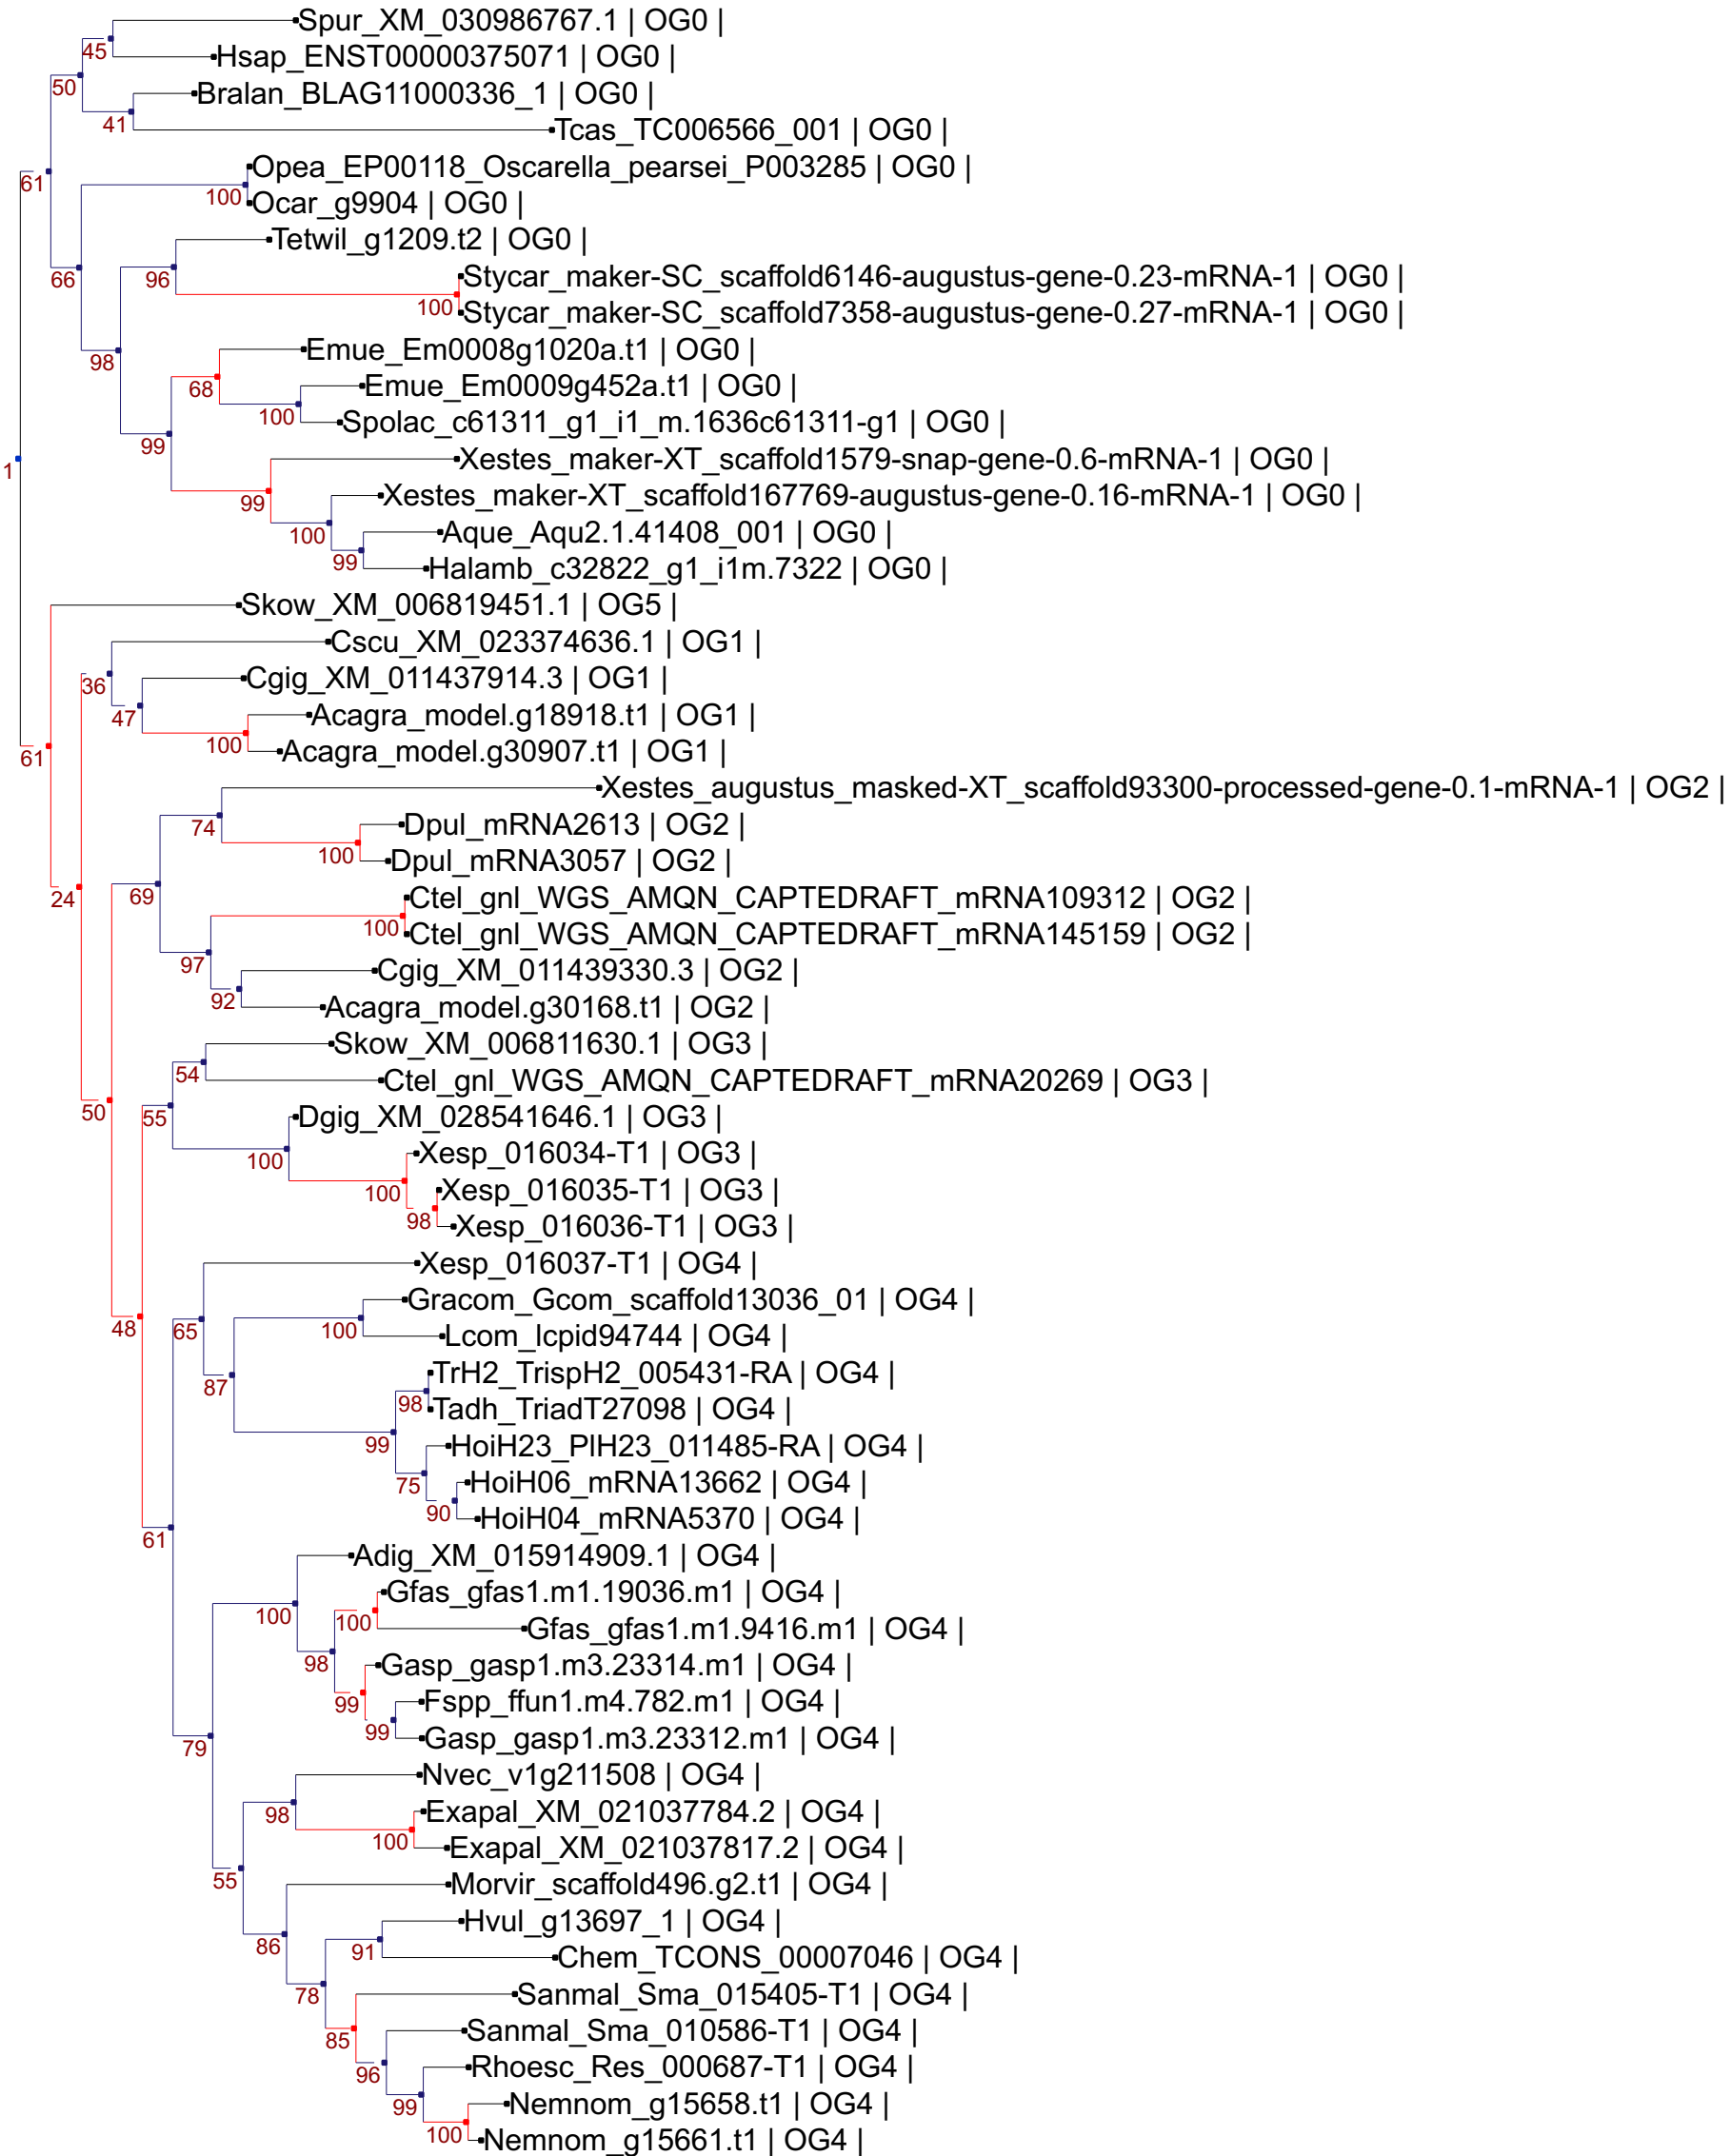 Spur_XM_030986767.1 | OG0 |
45
Hsap_ENST00000375071 | OG0 |
50
Bralan_BLAG11000336_1 | OG0 |
41
Tcas_TC006566_001 | OG0 |
61
Opea_EP00118_Oscarella_pearsei_P003285 | OG0 |
100
Ocar_g9904 | OG0 |
Tetwil_g1209.t2 | OG0 |
66
96
Stycar_maker-SC_scaffold6146-augustus-gene-0.23-mRNA-1 | OG0 |
100
Stycar_maker-SC_scaffold7358-augustus-gene-0.27-mRNA-1 | OG0 |
98
Emue_Em0008g1020a.t1 | OG0 |
68
Emue_Em0009g452a.t1 | OG0 |
100
Spolac_c61311_g1_i1_m.1636c61311-g1 | OG0 |
99
1
Xestes_maker-XT_scaffold1579-snap-gene-0.6-mRNA-1 | OG0 |
99
Xestes_maker-XT_scaffold167769-augustus-gene-0.16-mRNA-1 | OG0 |
100
Aque_Aqu2.1.41408_001 | OG0 |
99
Halamb_c32822_g1_i1m.7322 | OG0 |
Skow_XM_006819451.1 | OG5 |
Cscu_XM_023374636.1 | OG1 |
36
Cgig_XM_011437914.3 | OG1 |
47
Acagra_model.g18918.t1 | OG1 |
100
Acagra_model.g30907.t1 | OG1 |
61
Xestes_augustus_masked-XT_scaffold93300-processed-gene-0.1-mRNA-1 | OG2 |
74
Dpul_mRNA2613 | OG2 |
100
Dpul_mRNA3057 | OG2 |
24
69
Ctel_gnl_WGS_AMQN_CAPTEDRAFT_mRNA109312 | OG2 |
100
Ctel_gnl_WGS_AMQN_CAPTEDRAFT_mRNA145159 | OG2 |
97
Cgig_XM_011439330.3 | OG2 |
92
Acagra_model.g30168.t1 | OG2 |
Skow_XM_006811630.1 | OG3 |
54
Ctel_gnl_WGS_AMQN_CAPTEDRAFT_mRNA20269 | OG3 |
50
55
Dgig_XM_028541646.1 | OG3 |
100
Xesp_016034-T1 | OG3 |
100
Xesp_016035-T1 | OG3 |
98
Xesp_016036-T1 | OG3 |
Xesp_016037-T1 | OG4 |
Gracom_Gcom_scaffold13036_01 | OG4 |
48
65
100
Lcom_lcpid94744 | OG4 |
TrH2_TrispH2_005431-RA | OG4 |
87
98
Tadh_TriadT27098 | OG4 |
99
HoiH23_PlH23_011485-RA | OG4 |
75
HoiH06_mRNA13662 | OG4 |
90
HoiH04_mRNA5370 | OG4 |
61
Adig_XM_015914909.1 | OG4 |
Gfas_gfas1.m1.19036.m1 | OG4 |
100
100
Gfas_gfas1.m1.9416.m1 | OG4 |
98
Gasp_gasp1.m3.23314.m1 | OG4 |
99
Fspp_ffun1.m4.782.m1 | OG4 |
99
Gasp_gasp1.m3.23312.m1 | OG4 |
79
Nvec_v1g211508 | OG4 |
98
Exapal_XM_021037784.2 | OG4 |
100
Exapal_XM_021037817.2 | OG4 |
55
Morvir_scaffold496.g2.t1 | OG4 |
Hvul_g13697_1 | OG4 |
86
91
Chem_TCONS_00007046 | OG4 |
78
Sanmal_Sma_015405-T1 | OG4 |
85
Sanmal_Sma_010586-T1 | OG4 |
96
Rhoesc_Res_000687-T1 | OG4 |
99
Nemnom_g15658.t1 | OG4 |
100
Nemnom_g15661.t1 | OG4 |